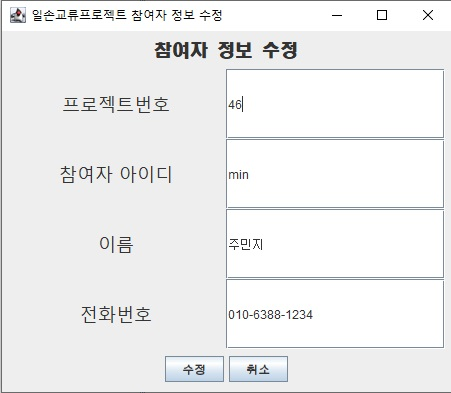 일손교류프로젝트 참여자 정보 수정
참여자 정보 수정
프로젝트번호 46
참여자 아이디 min
이름 주민지
전화번호 010-6388-1234
수정 취소